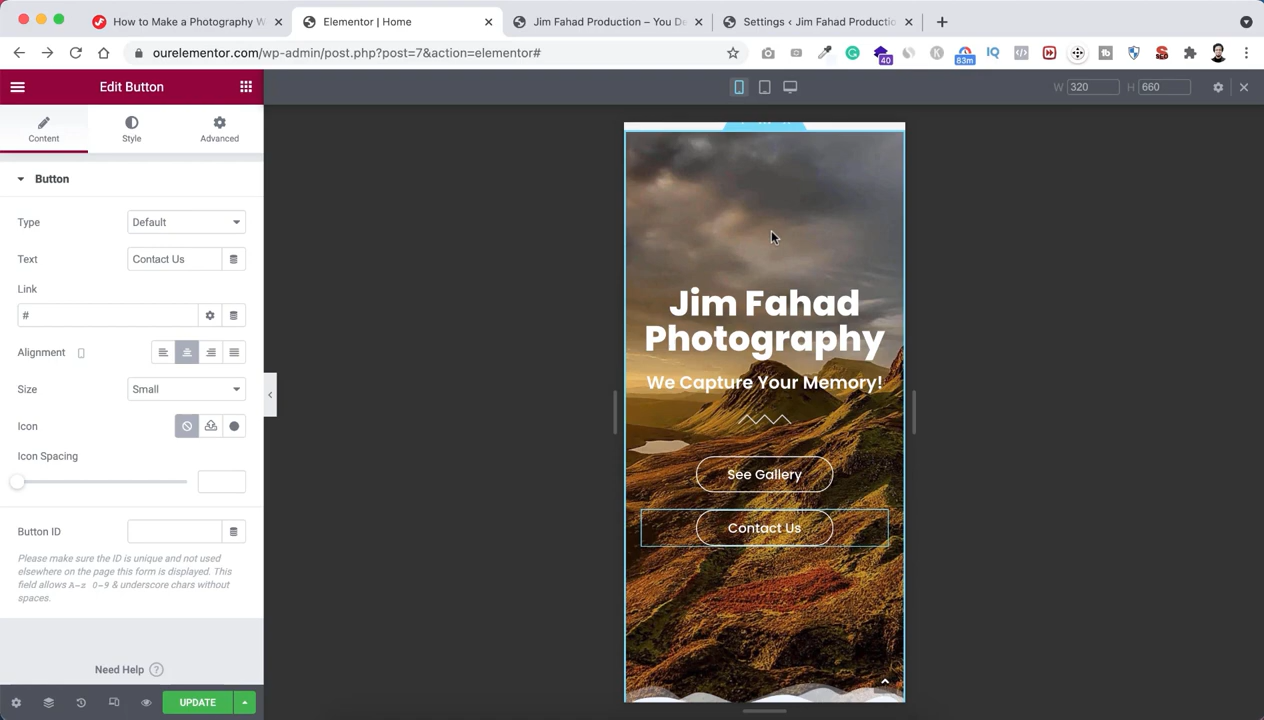 How to Make a Photography W
Elementor | Home
Jim Fahad Production – You De
Settings ‹ Jim Fahad Productio
ourelementor.com/wp-admin/post.php?post=7&action=elementor#
40
83m
Edit Button
W 320 H 660
Content Style Advanced
Button
Type Default
Text Contact Us
Link
#
Alignment
Size Small
Icon
Icon Spacing
Button ID
Please make sure the ID is unique and not used
elsewhere on the page this form is displayed. This
field allows A-z 0-9 & underscore chars without
spaces.
Need Help ?
UPDATE
Jim Fahad
Photography
We Capture Your Memory!
See Gallery
Contact Us